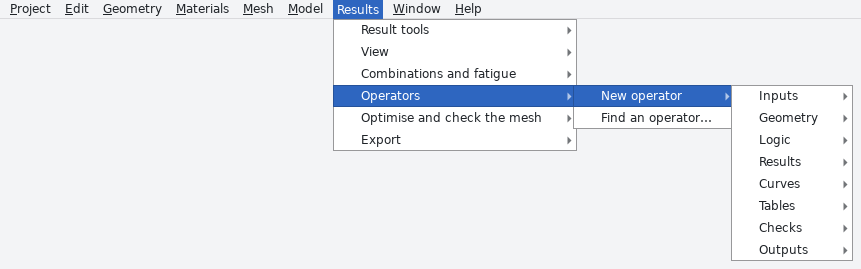 Project Edit Geometry Materials Mesh Model Results Window Help
Result tools
View
Combinations and fatigue
Operators
Optimise and check the mesh
Export
New operator
Find an operator...
Inputs
Geometry
Logic
Results
Curves
Tables
Checks
Outputs